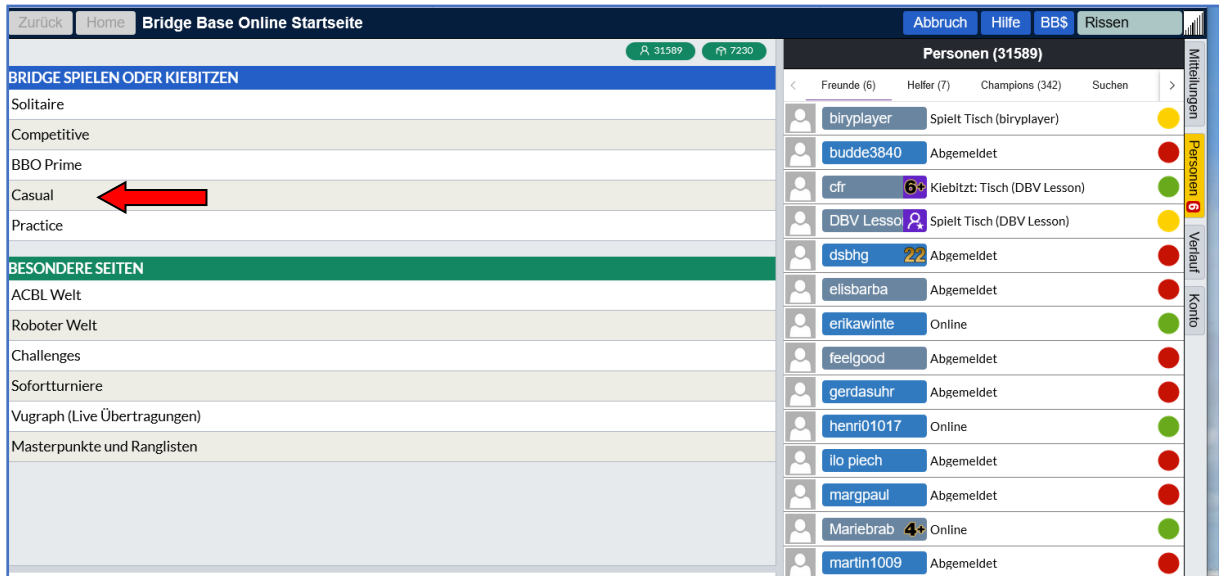 Zurück Home Bridge Base Online Startseite Abbruch Hilfe BB$ Rissen
31589 7230
BRIDGE SPIELEN ODER KIEBITZEN
Solitaire
Competitive
BBO Prime
Casual
Practice
BESONDERE SEITEN
ACBL Welt
Roboter Welt
Challenges
Sofortturniere
Vugraph (Live Übertragungen)
Masterpunkte und Ranglisten
Personen (31589)
< Freunde (6) Helfer (7) Champions (342) Suchen >
biryplayer Spielt Tisch (biryplayer)
budde3840 Abgemeldet
cfr 6+ Kiebitzt: Tisch (DBV Lesson)
DBV Lesso Spielt Tisch (DBV Lesson)
dsbhg 22 Abgemeldet
elisbarba Abgemeldet
erikawinte Online
feelgood Abgemeldet
gerdasuhr Abgemeldet
henri01017 Online
ilo piech Abgemeldet
margpaul Abgemeldet
Mariebrab 4+ Online
martin1009 Abgemeldet
Mitteilungen
Personen 6
Verlauf
Konto